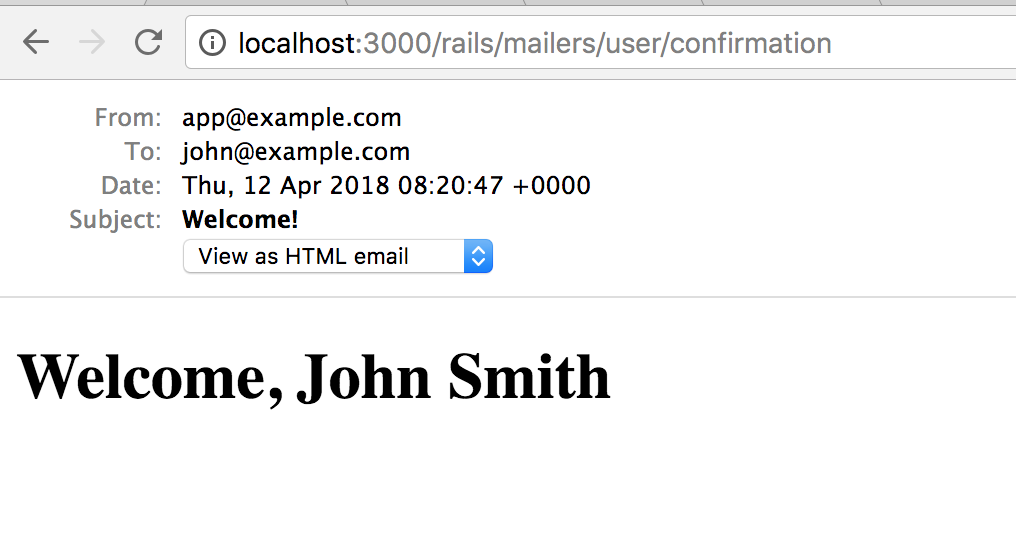 localhost:3000/rails/mailers/user/confirmation
From: app@example.com
To: john@example.com
Date: Thu, 12 Apr 2018 08:20:47 +0000
Subject: Welcome!
View as HTML email
Welcome, John Smith